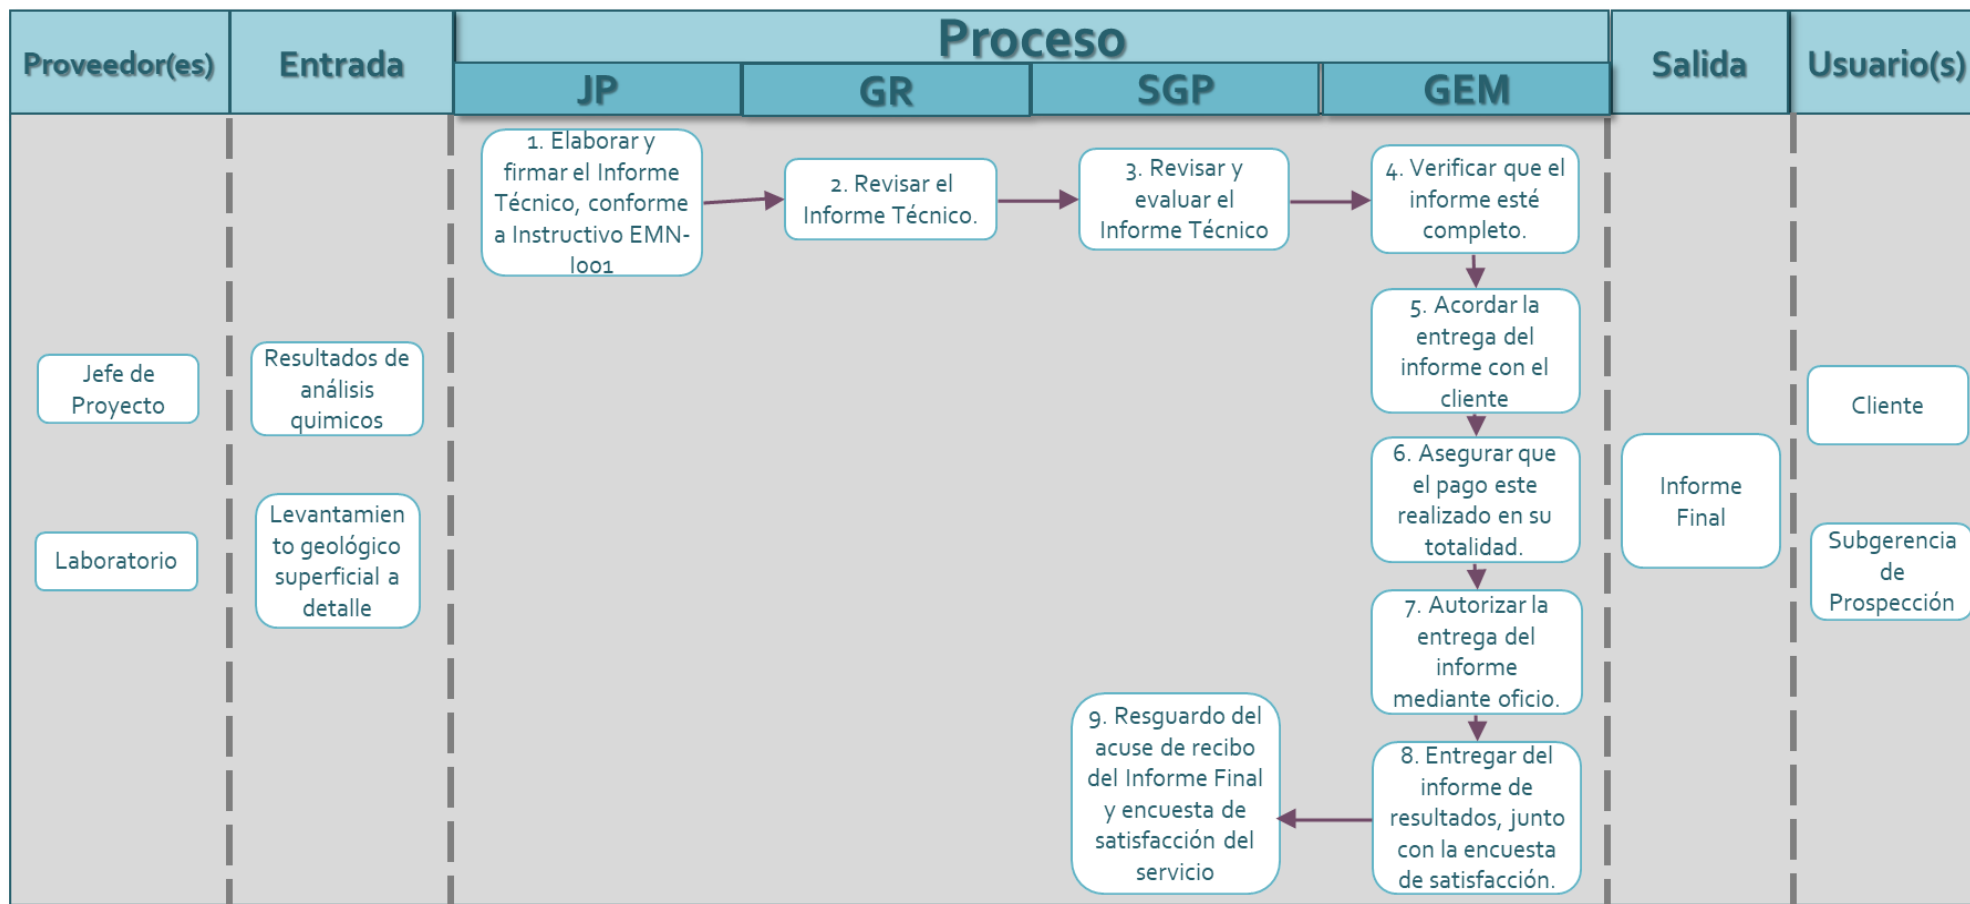 Proveedor(es)
Entrada
Proceso
JP
GR
SGP
GEM
Salida
Usuario(s)
Jefe de
Proyecto
Laboratorio
Resultados de
análisis
quimicos
Levantamien
to geológico
superficial a
detalle
1. Elaborar y
firmar el Informe
Técnico, conforme
a Instructivo EMN-
I001
2. Revisar el
Informe Técnico.
3. Revisar y
evaluar el
Informe Técnico
4. Verificar que el
informe esté
completo.
5. Acordar la
entrega del
informe con el
cliente
6. Asegurar que
el pago este
realizado en su
totalidad.
7. Autorizar la
entrega del
informe
mediante oficio.
8. Entregar del
informe de
resultados, junto
con la encuesta
de satisfacción.
9. Resguardo del
acuse de recibo
del Informe Final
y encuesta de
satisfacción del
servicio
Informe
Final
Cliente
Subgerencia
de
Prospección